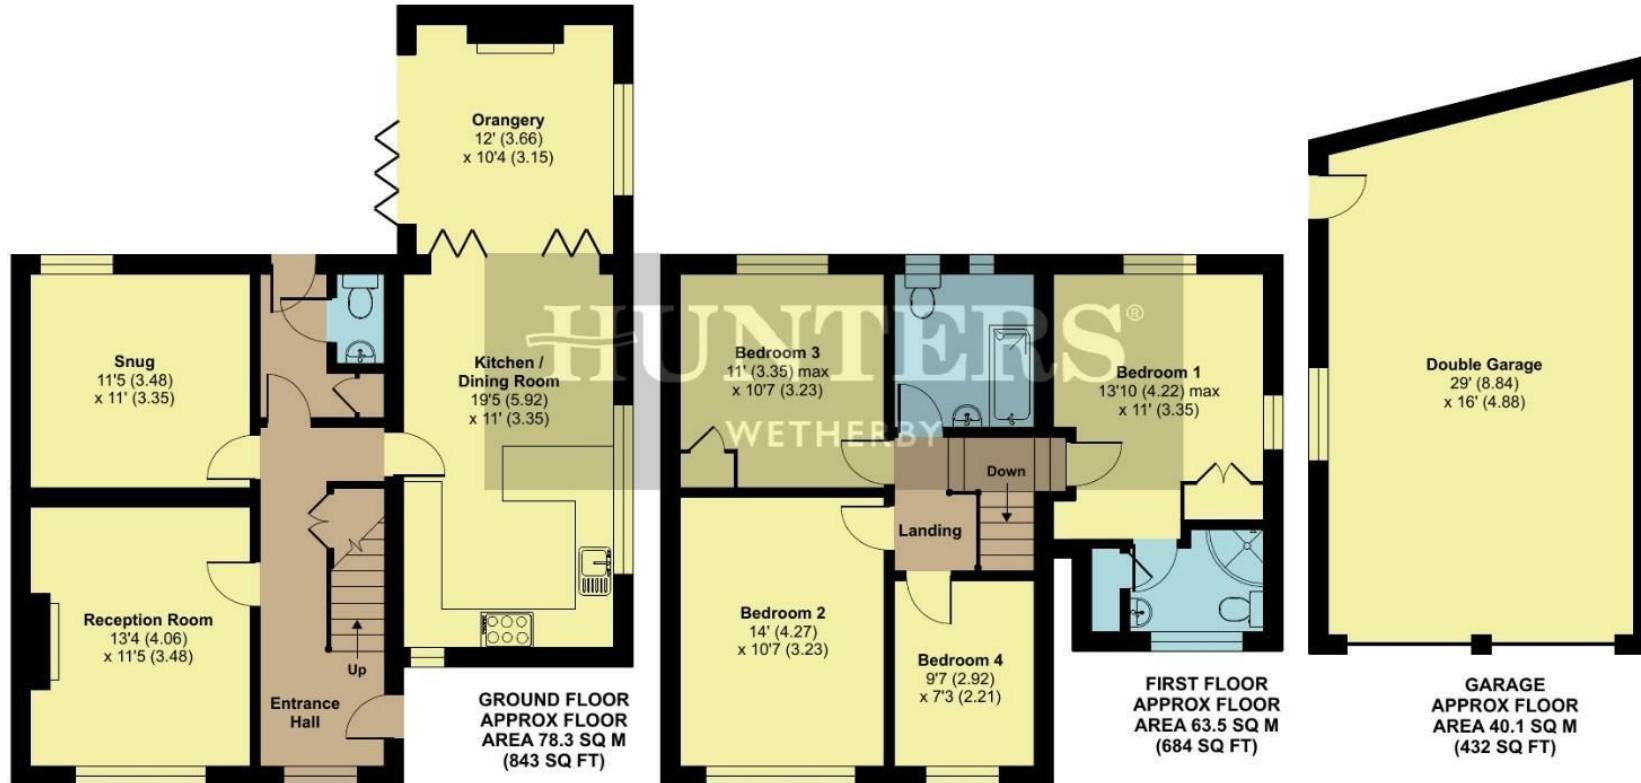 Orangery
12' (3.66)
x 10'4 (3.15)
Snug
11'5 (3.48)
x 11' (3.35)
Kitchen /
Dining Room
19'5 (5.92)
x 11' (3.35)
Reception Room
13'4 (4.06)
x 11'5 (3.48)
Up
Entrance
Hall
GROUND FLOOR
APPROX FLOOR
AREA 78.3 SQ M
(843 SQ FT)
HUNTERS®
WETHERBY
Bedroom 3
11' (3.35) max
x 10'7 (3.23)
Bedroom 1
13'10 (4.22) max
x 11' (3.35)
Down
Landing
Bedroom 2
14' (4.27)
x 10'7 (3.23)
Bedroom 4
9'7 (2.92)
x 7'3 (2.21)
FIRST FLOOR
APPROX FLOOR
AREA 63.5 SQ M
(684 SQ FT)
Double Garage
29' (8.84)
x 16' (4.88)
GARAGE
APPROX FLOOR
AREA 40.1 SQ M
(432 SQ FT)